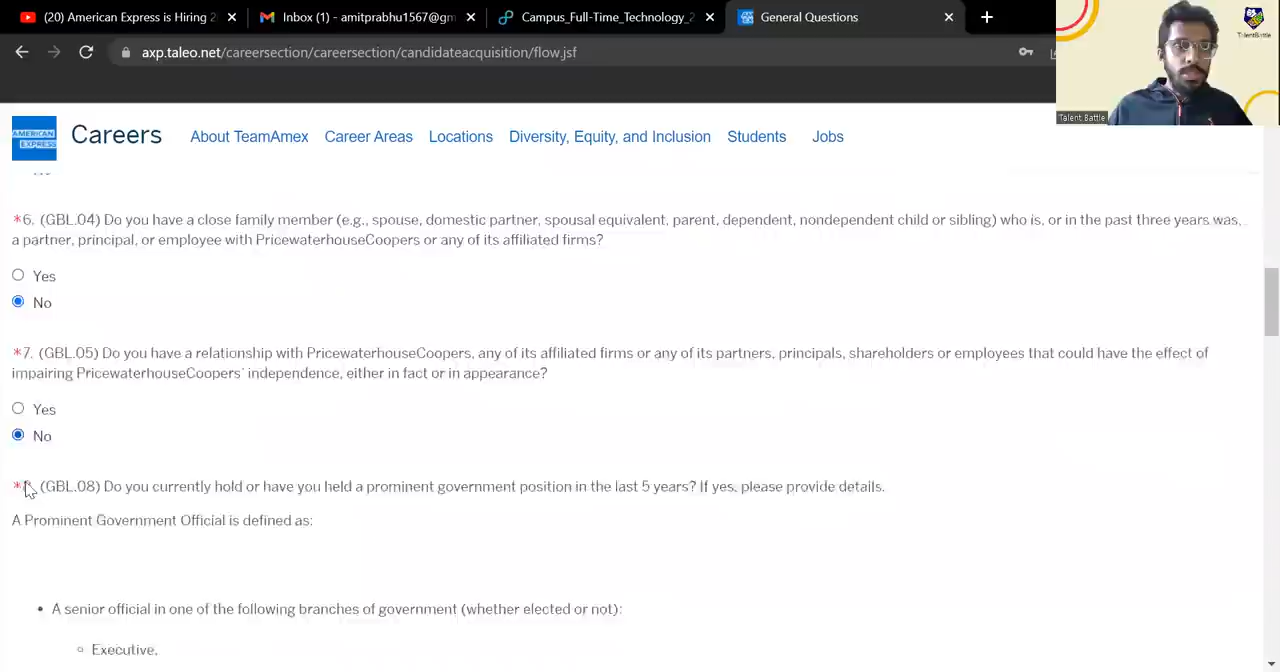 (20) American Express is Hiring 2
Inbox (1) - amitprabhu1567@gm
Campus_Full-Time_Technology_2
General Questions
axp.taleo.net/careersection/careersection/candidateacquisition/flow.jsf
TalentBattle
Talent Battle
AMERICAN
EXPRESS
Careers
About TeamAmex
Career Areas
Locations
Diversity, Equity, and Inclusion
Students
Jobs
*6. (GBL.04) Do you have a close family member (e.g., spouse, domestic partner, spousal equivalent, parent, dependent, nondependent child or sibling) who is, or in the past three years was,
a partner, principal, or employee with PricewaterhouseCoopers or any of its affiliated firms?
Yes
No
*7. (GBL.05) Do you have a relationship with PricewaterhouseCoopers, any of its affiliated firms or any of its partners, principals, shareholders or employees that could have the effect of
impairing PricewaterhouseCoopers' independence, either in fact or in appearance?
Yes
No
* (GBL.08) Do you currently hold or have you held a prominent government position in the last 5 years? If yes, please provide details.
A Prominent Government Official is defined as:
• A senior official in one of the following branches of government (whether elected or not):
○ Executive,